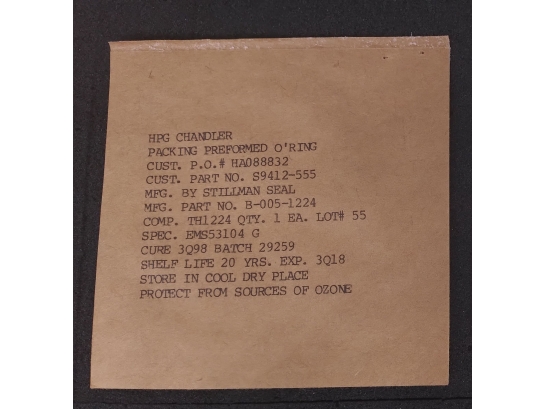 HPG CHANDLER
PACKING PREFORMED O'RING
CUST. P.O.# HA088832
CUST. PART NO. S9412-555
MFG. BY STILLMAN SEAL
MFG. PART NO. B-005-1224
COMP. TH1224 QTY. 1 EA. LOT# 55
SPEC. EMS53104 G
CURE 3Q98 BATCH 29259
SHELF LIFE 20 YRS. EXP. 3Q18
STORE IN COOL DRY PLACE
PROTECT FROM SOURCES OF OZONE